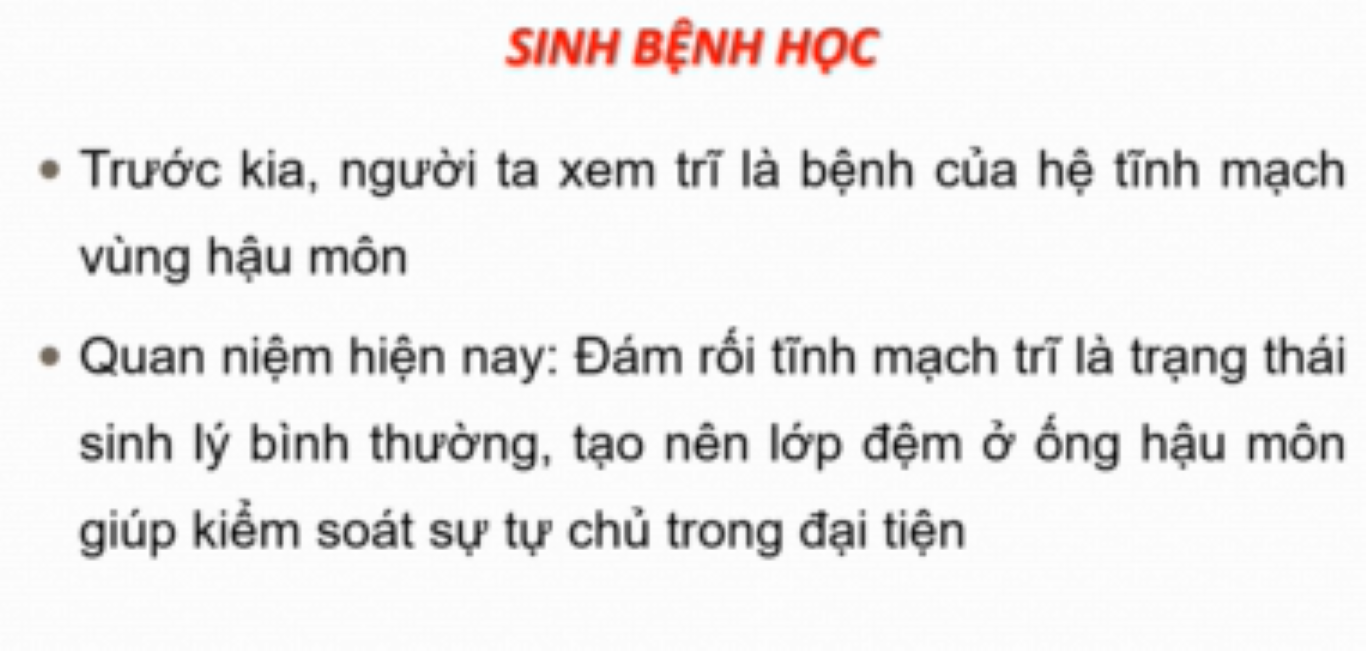 SINH BỆNH HỌC
• Trước kia, người ta xem trĩ là bệnh của hệ tĩnh mạch
vùng hậu môn
• Quan niệm hiện nay: Đám rối tĩnh mạch trĩ là trạng thái
sinh lý bình thường, tạo nên lớp đệm ở ống hậu môn
giúp kiểm soát sự tự chủ trong đại tiện